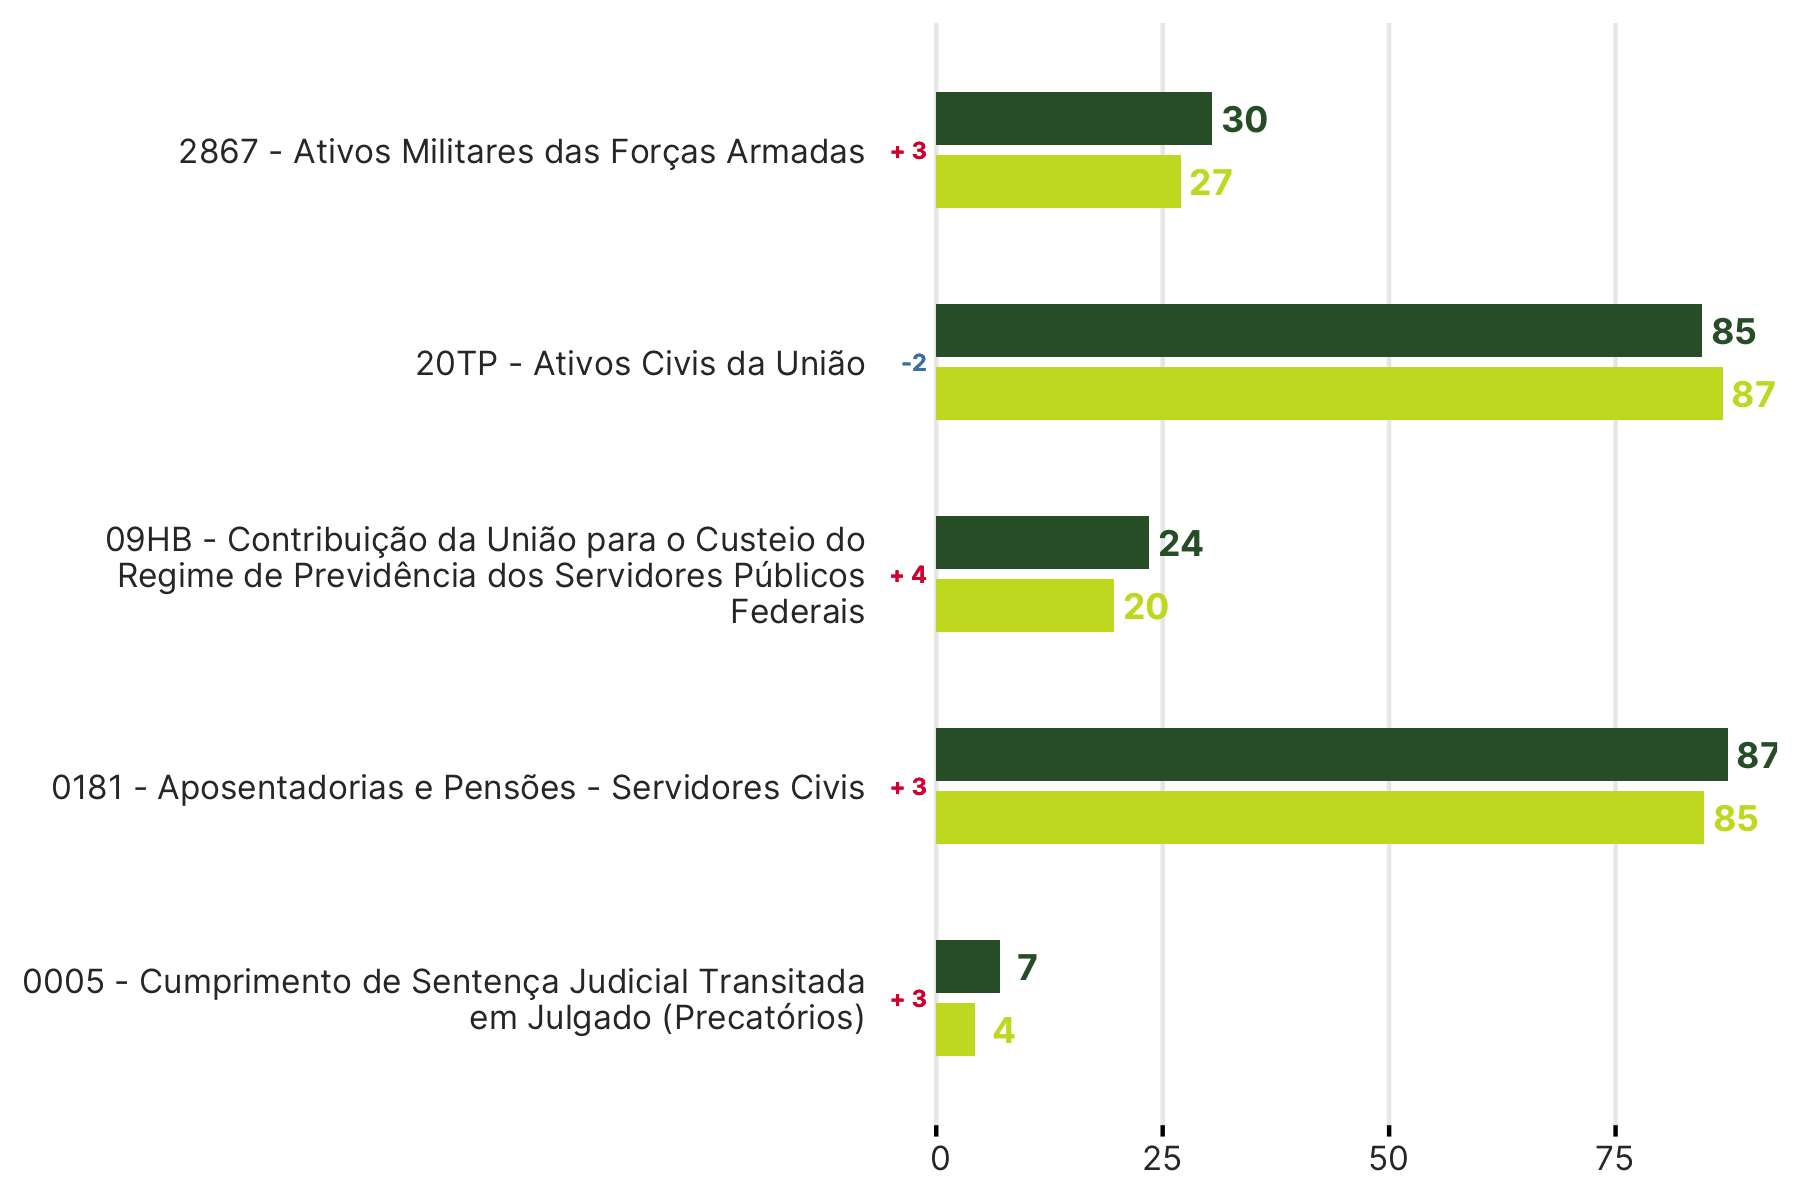 30
2867 - Ativos Militares das Forças Armadas + 3
27
85
20TP - Ativos Civis da União -2
87
09HB - Contribuição da União para o Custeio do
24
Regime de Previdência dos Servidores Públicos + 4
20
Federais
87
0181 - Aposentadorias e Pensões - Servidores Civis + 3
85
7
0005 - Cumprimento de Sentença Judicial Transitada
+ 3
em Julgado (Precatórios)
4
0 25 50 75